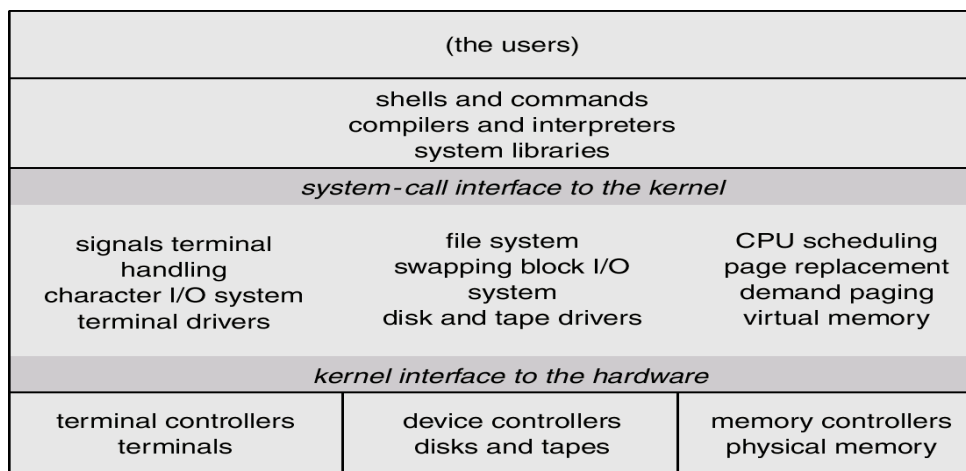 (the users)
shells and commands
compilers and interpreters
system libraries
system-call interface to the kernel
signals terminal
handling
character I/O system
terminal drivers
file system
swapping block I/O
system
disk and tape drivers
CPU scheduling
page replacement
demand paging
virtual memory
kernel interface to the hardware
terminal controllers
terminals
device controllers
disks and tapes
memory controllers
physical memory